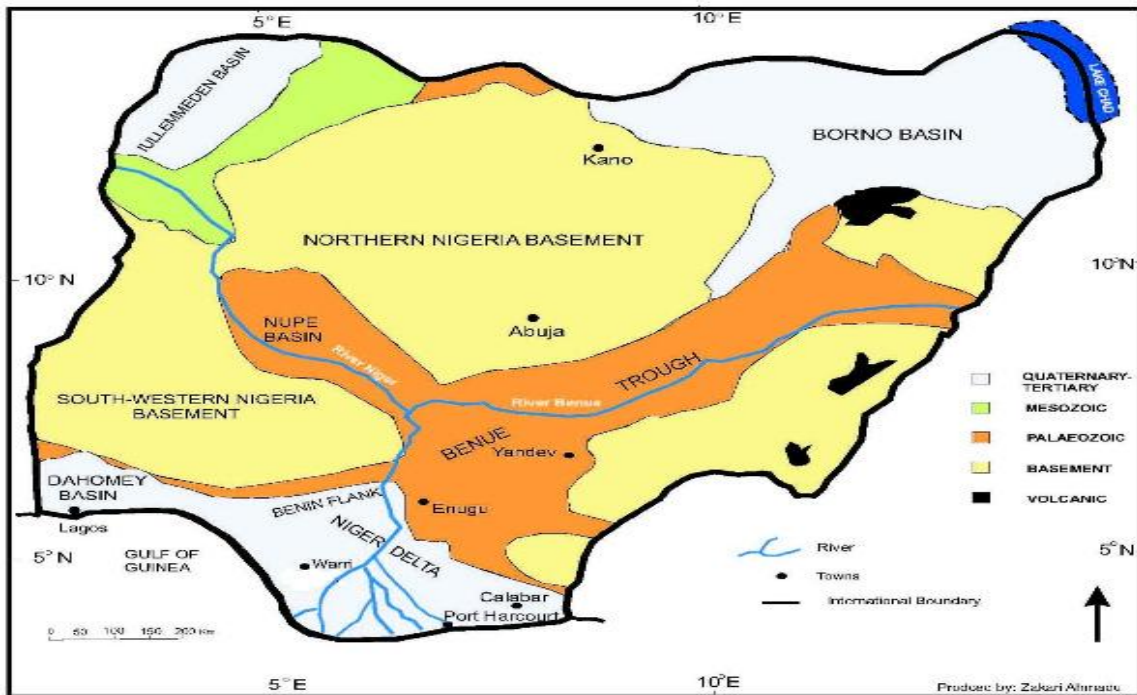 5°E
10°E
IULLEMMEDEN BASIN
LAKE CHAD
BORNO BASIN
Kano
NORTHERN NIGERIA BASEMENT
10° N
10°N
Abuja
NUPE
BASIN
River Niger
TROUGH
River Benue
SOUTH-WESTERN NIGERIA
BASEMENT
BENUE
Yandev
QUATERNARY-
TERTIARY
MESOZOIC
PALAEOZOIC
BASEMENT
VOLCANIC
DAHOMEY
BASIN
BENIN FLANK
Enugu
Lagos
NIGER DELTA
GULF OF
GUINEA
5° N
5°N
Warri
River
Towns
International Boundary
Calabar
Port Harcourt
0 50 100 150 200 Km
5°E
10°E
by: Zakari Ahmadu